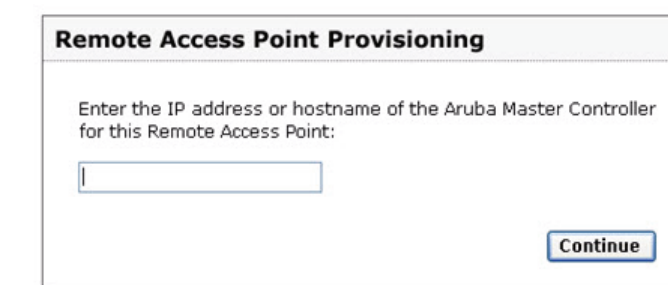 Remote Access Point Provisioning
Enter the IP address or hostname of the Aruba Master Controller
for this Remote Access Point:
Continue